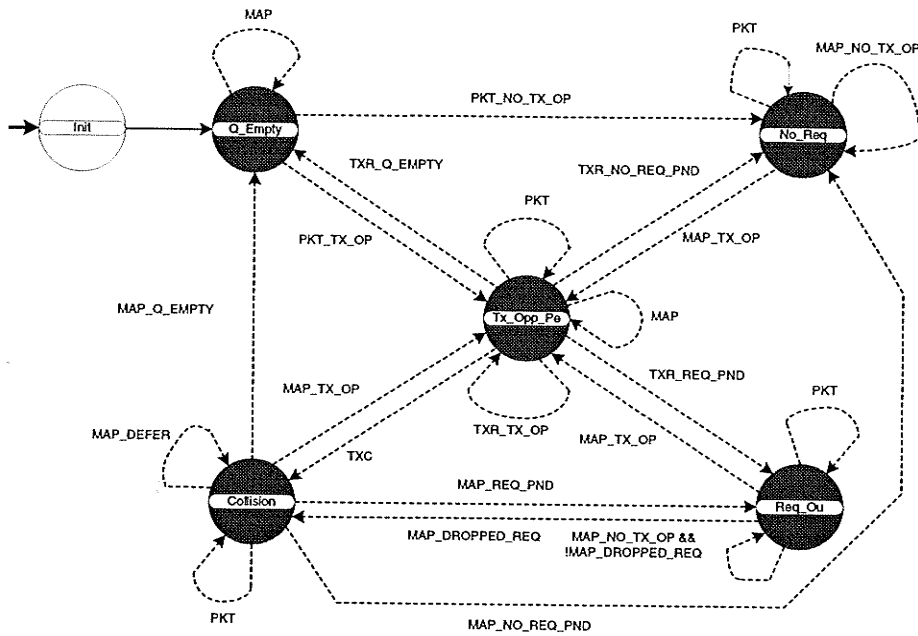 MAP
PKT
MAP_NO_TX_OP
PKT_NO_TX_OP
Init
Q_Empty
No_Req
TXR_Q_EMPTY
TXR_NO_REQ_PND
PKT
PKT_TX_OP
MAP_TX_OP
MAP_Q_EMPTY
Tx_Opp_Pe
MAP
MAP_TX_OP
TXR_REQ_PND
PKT
TXR_TX_OP
MAP_DEFER
TXC
MAP_TX_OP
MAP_REQ_PND
Collision
Req_Ou
MAP_DROPPED_REQ
MAP_NO_TX_OP &&
!MAP_DROPPED_REQ
PKT
MAP_NO_REQ_PND